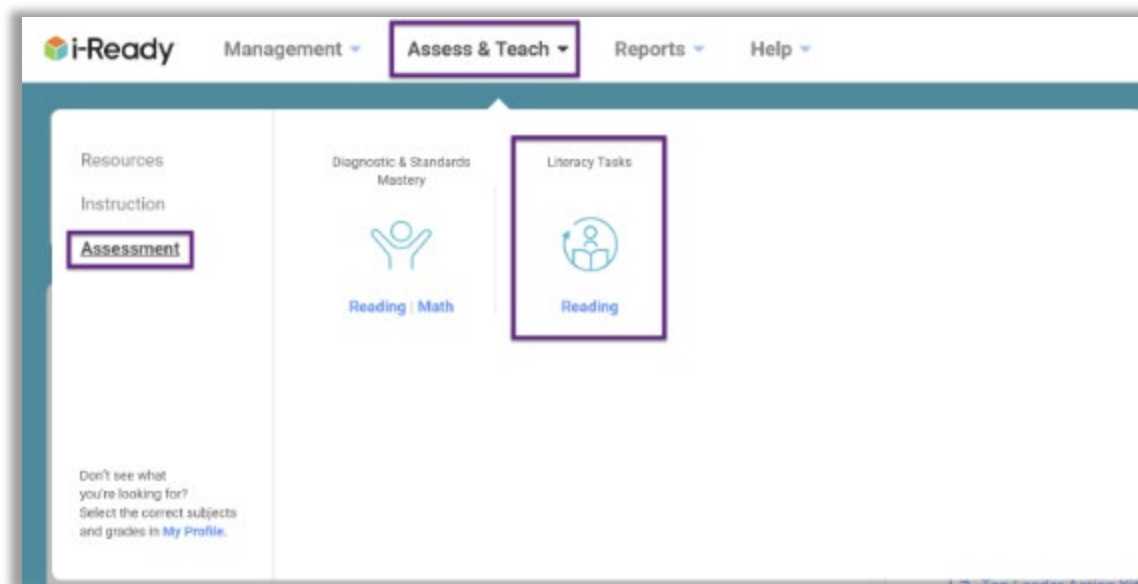 i-Ready Management Assess & Teach Reports Help
Resources
Instruction
Assessment
Diagnostic & Standards
Mastery
Reading | Math
Literacy Tasks
Reading
Don't see what
you're looking for?
Select the correct subjects
and grades in My Profile.